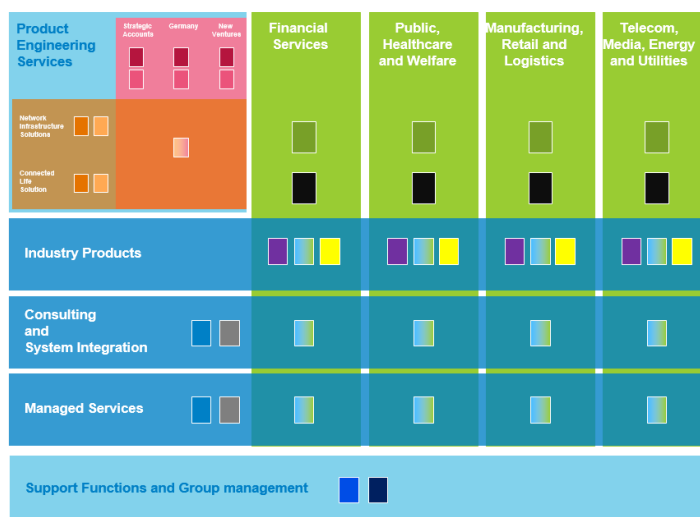 Product
Engineering
Services
Strategic
Accounts
Germany
New
Ventures
Network
Infrastructure
Solutions
Connected
Life
Solution
Financial
Services
Public,
Healthcare
and Welfare
Manufacturing,
Retail and
Logistics
Telecom,
Media, Energy
and Utilities
Industry Products
Consulting
and
System Integration
Managed Services
Support Functions and Group management